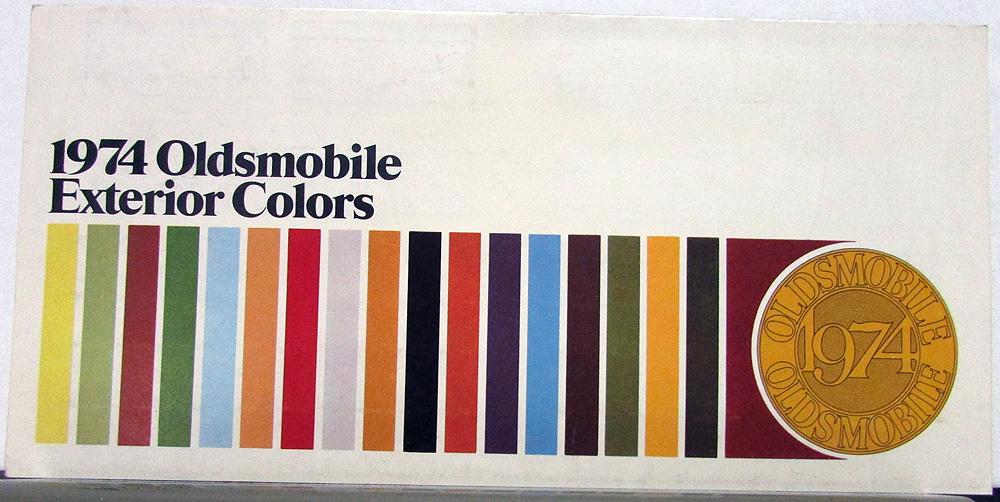 1974 Oldsmobile
Exterior Colors
OLDSMOBILE
1974
OLDSMOBILE